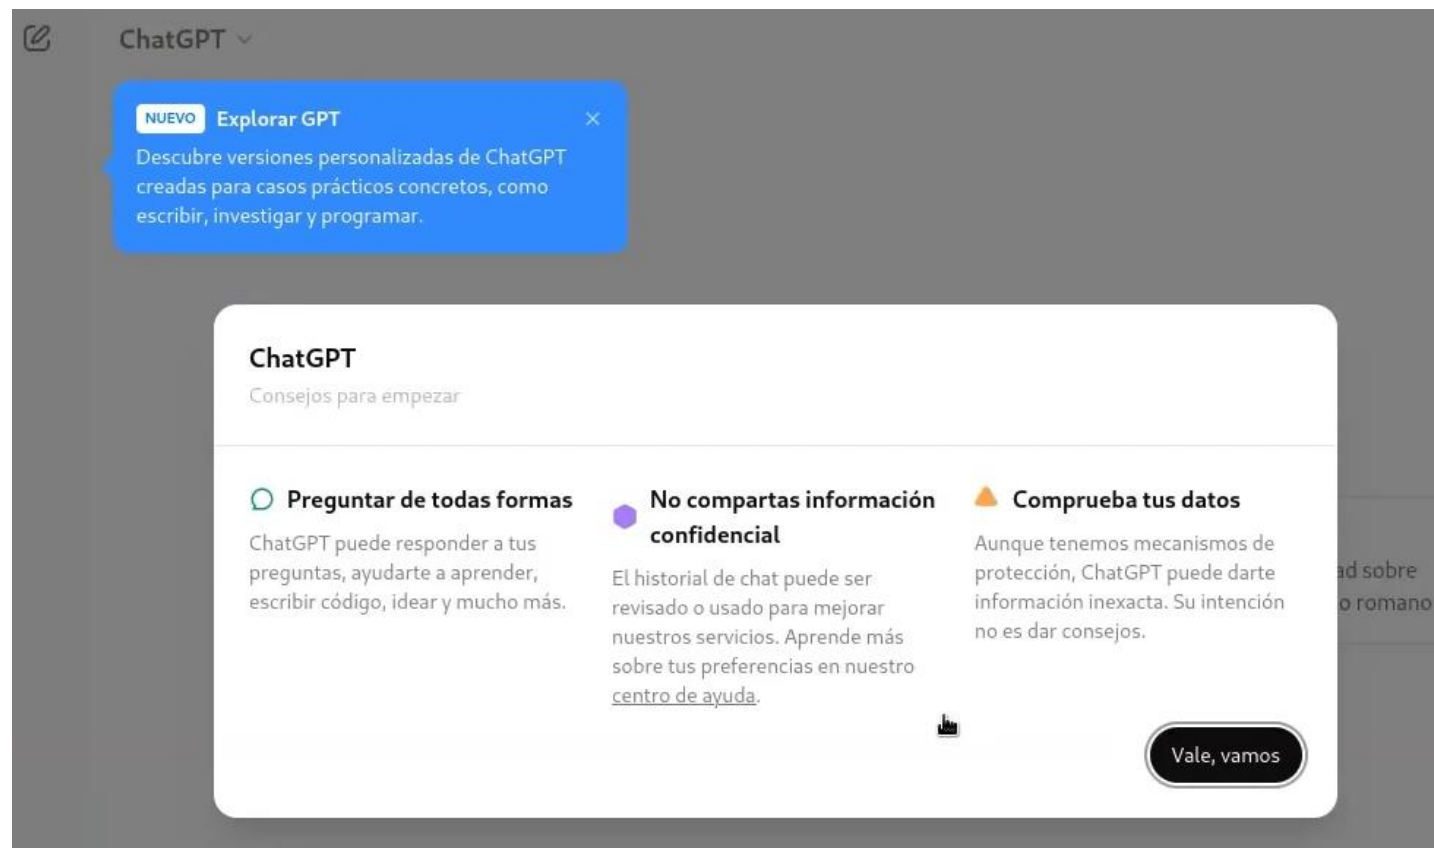 ChatGPT
NUEVO Explorar GPT
Descubre versiones personalizadas de ChatGPT
creadas para casos prácticos concretos, como
escribir, investigar y programar.
ChatGPT
Consejos para empezar
Preguntar de todas formas
ChatGPT puede responder a tus
preguntas, ayudarte a aprender,
escribir código, idear y mucho más.
No compartas información
confidencial
El historial de chat puede ser
revisado o usado para mejorar
nuestros servicios. Aprende más
sobre tus preferencias en nuestro
centro de ayuda.
Comprueba tus datos
Aunque tenemos mecanismos de
protección, ChatGPT puede darte
información inexacta. Su intención
no es dar consejos.
ad sobre
o romano
Vale, vamos